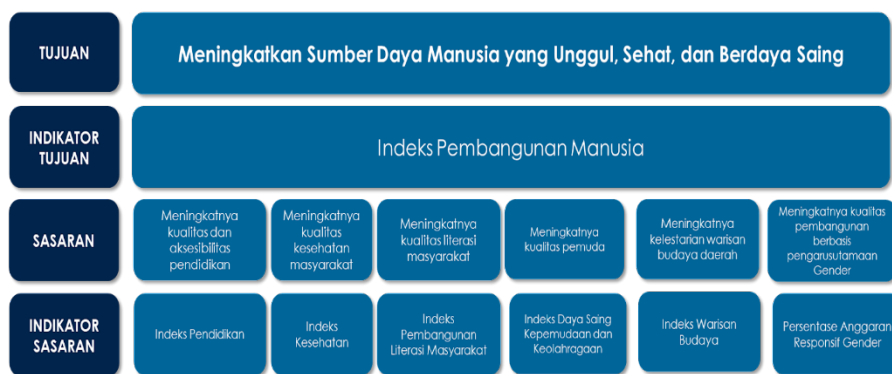 TUJUAN
Meningkatkan Sumber Daya Manusia yang Unggul, Sehat, dan Berdaya Saing
INDIKATOR
TUJUAN
Indeks Pembangunan Manusia
SASARAN
Meningkatnya
kualitas dan
aksesibilitas
pendidikan
Meningkatnya
kualitas
kesehatan
masyarakat
Meningkatnya
kualitas literasi
masyarakat
Meningkatnya
kualitas pemuda
Meningkatnya
kelestarian warisan
budaya daerah
Meningkatnya kualitas
pembangunan
berbasis
pengarusutamaan
Gender
INDIKATOR
SASARAN
Indeks Pendidikan
Indeks
Kesehatan
Indeks
Pembangunan
Literasi Masyarakat
Indeks Daya Saing
Kepemudaan dan
Keolahragaan
Indeks Warisan
Budaya
Persentase Anggaran
Responsif Gender